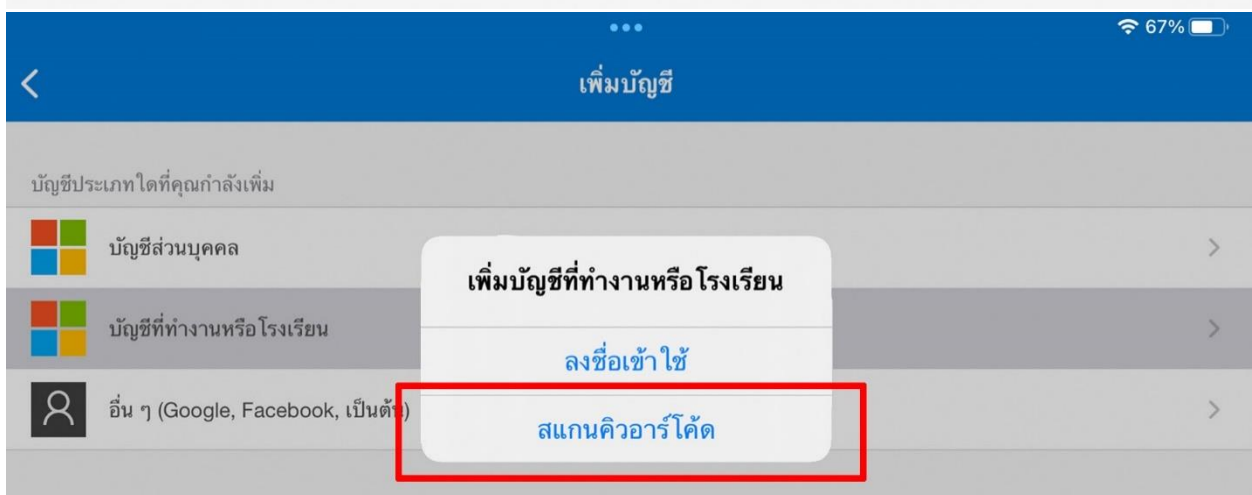 67%
เพิ่มบัญชี
บัญชีประเภทใดที่คุณกำลังเพิ่ม
บัญชีส่วนบุคคล
บัญชีที่ทำงานหรือโรงเรียน
อื่น ๆ (Google, Facebook, เป็นต้น)
เพิ่มบัญชีที่ทำงานหรือโรงเรียน
ลงชื่อเข้าใช้
สแกนคิวอาร์โค้ด